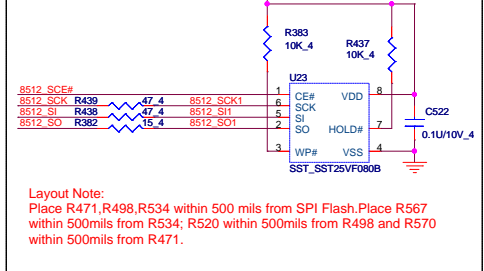 R383
10K_4
R437
10K_4
U23
8512_SCE# 1 CE# VDD 8
8512_SCK R439 47_4 8512_SCK1 6 SCK
8512_SI R438 47_4 8512_SI1 5 SI
8512_SO R382 15_4 8512_SO1 2 SO HOLD# 7
C522
0.1U/10V_4
3 WP# VSS 4
SST_SST25VF080B
Layout Note:
Place R471,R498,R534 within 500 mils from SPI Flash.Place R567
within 500mils from R534; R520 within 500mils from R498 and R570
within 500mils from R471.